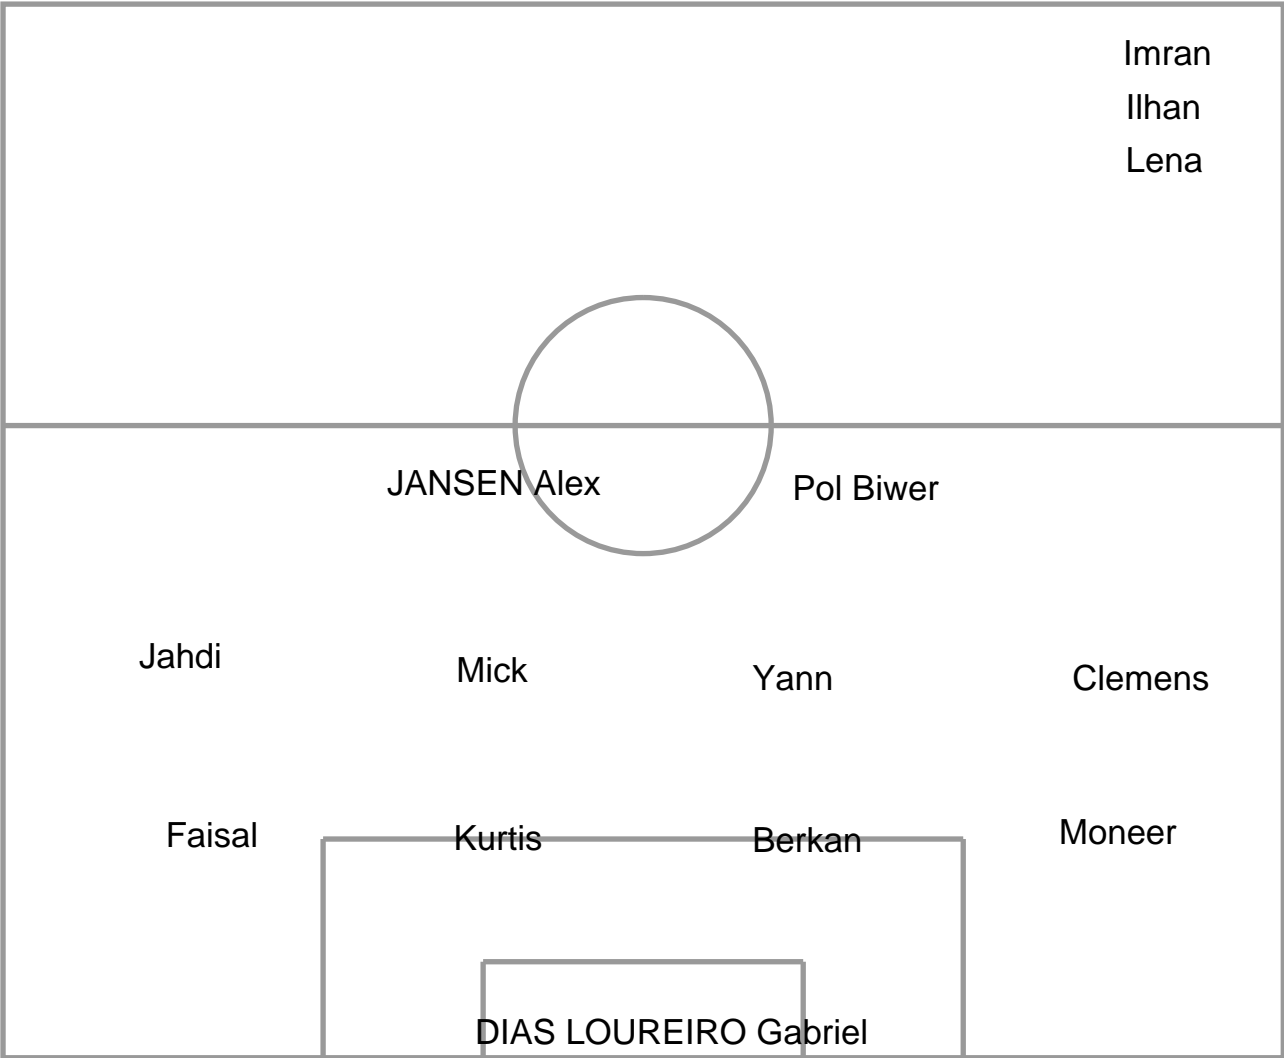 Imran
Ilhan
Lena
JANSEN Alex
Pol Biwer
Jahdi
Mick
Yann
Clemens
Faisal
Kurtis
Berkan
Moneer
DIAS LOUREIRO Gabriel